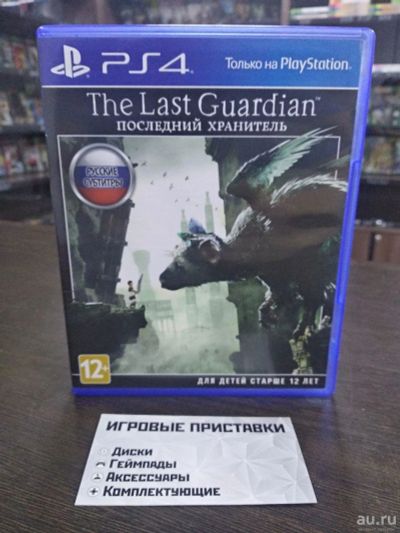 PS4
Только на PlayStation
The Last Guardian™
ПОСЛЕДНИЙ ХРАНИТЕЛЬ
РУССКИЕ
СУБТИТРЫ
12+
ДЛЯ ДЕТЕЙ СТАРШЕ 12 ЛЕТ
ИГРОВЫЕ ПРИСТАВКИ
Диски
Геймпады
Аксессуары
Комплектующие
au.ru